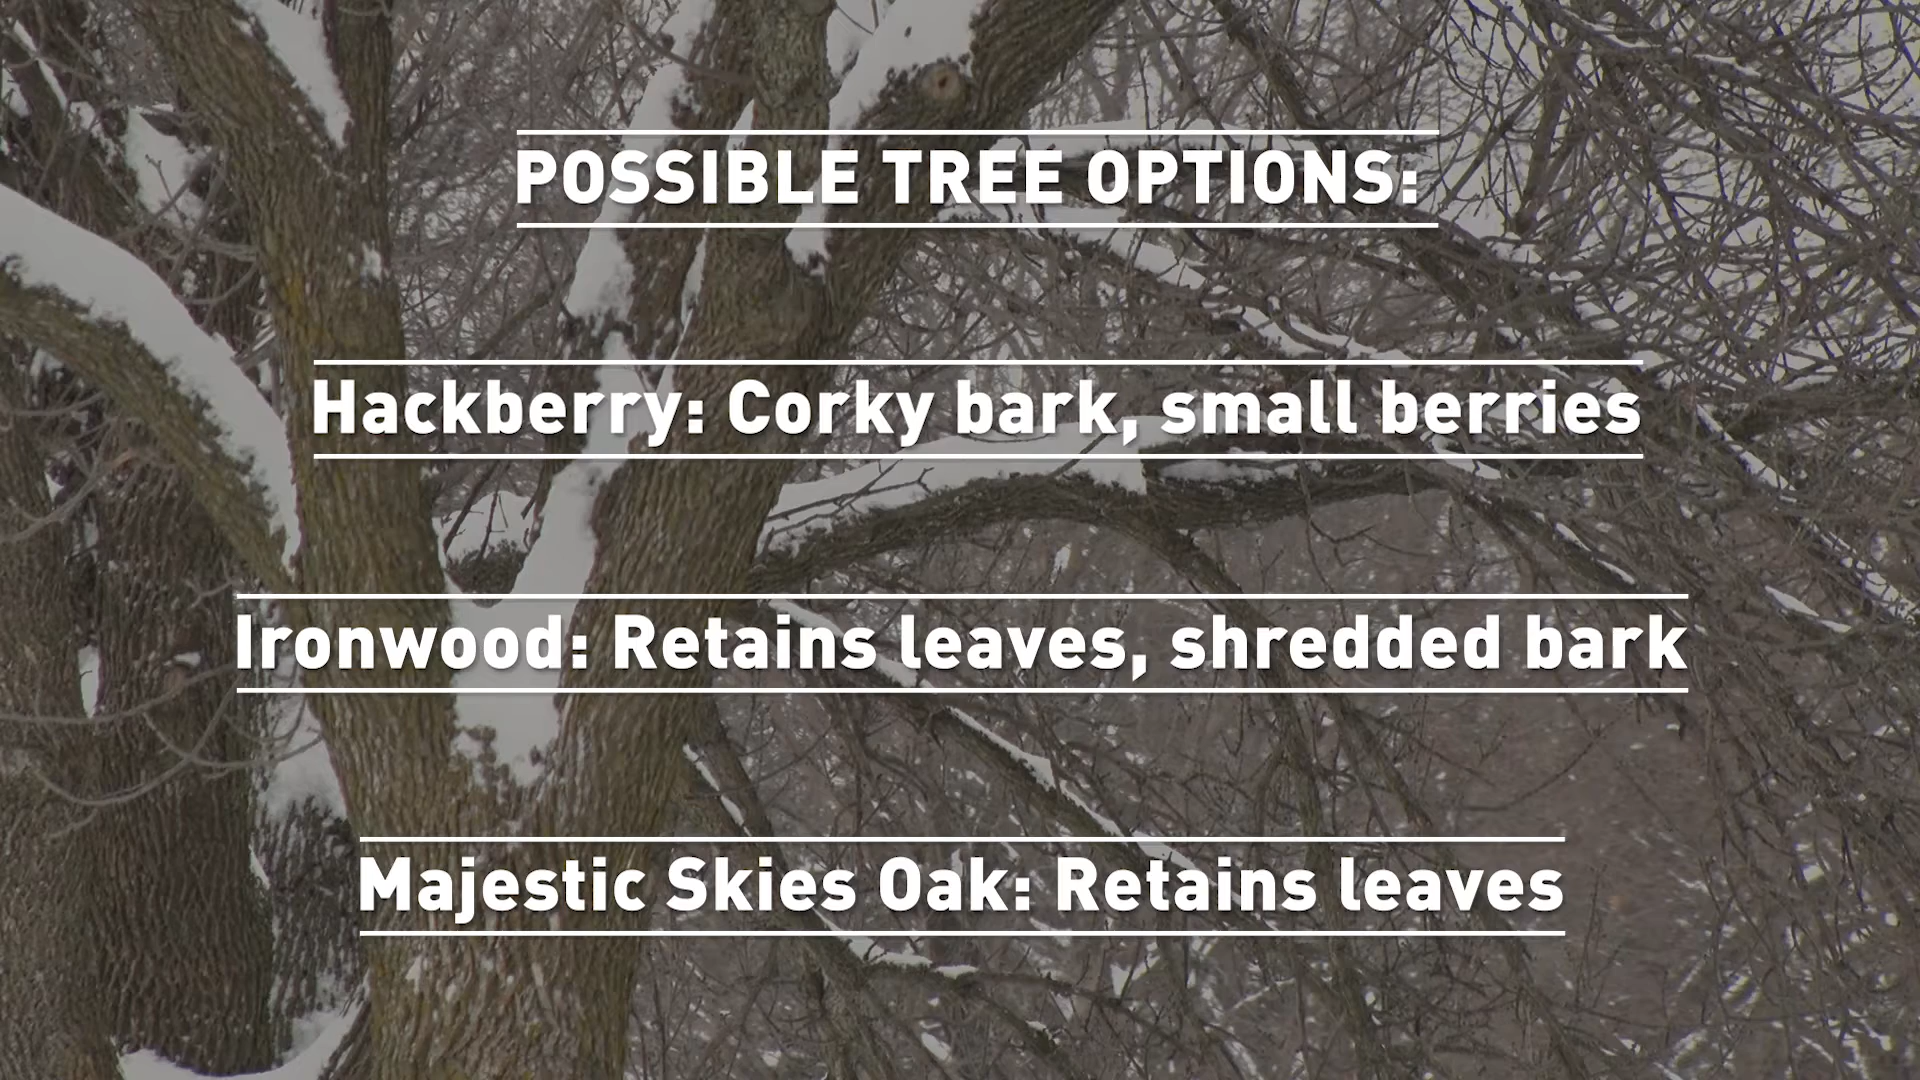 POSSIBLE TREE OPTIONS:
Hackberry: Corky bark, small berries
Ironwood: Retains leaves, shredded bark
Majestic Skies Oak: Retains leaves